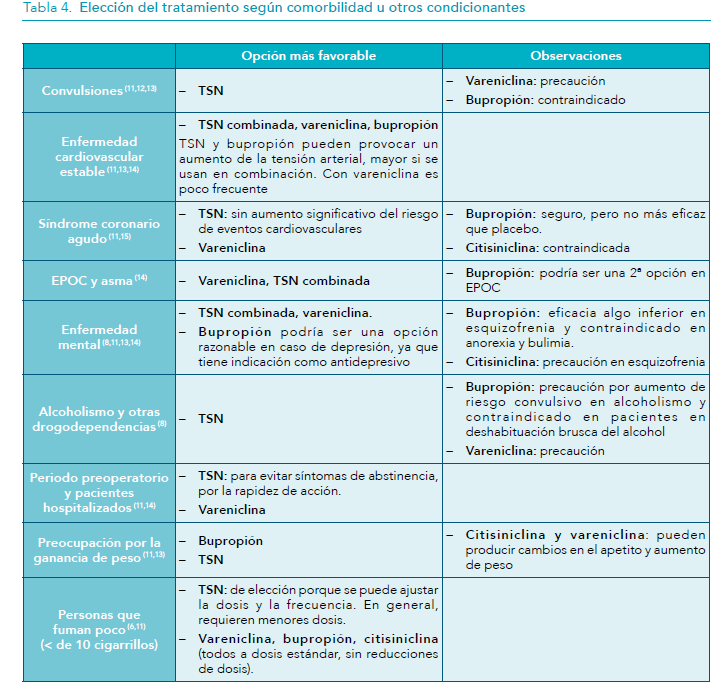 Tabla 4. Elección del tratamiento según comorbilidad u otros condicionantes
Opción más favorable
Observaciones
Convulsiones (11,12,13)
– TSN
– Vareniclina: precaución
– Bupropión: contraindicado
Enfermedad
cardiovascular
estable (11,13,14)
– TSN combinada, vareniclina, bupropión
TSN y bupropión pueden provocar un
aumento de la tensión arterial, mayor si se
usan en combinación. Con vareniclina es
poco frecuente
Síndrome coronario
agudo (11,15)
– TSN: sin aumento significativo del riesgo
de eventos cardiovasculares
– Vareniclina
– Bupropión: seguro, pero no más eficaz
que placebo.
– Citisiniclina: contraindicada
EPOC y asma (14)
– Vareniclina, TSN combinada
– Bupropión: podría ser una 2ª opción en
EPOC
Enfermedad
mental (8,11,13,14)
– TSN combinada, vareniclina.
– Bupropión podría ser una opción
razonable en caso de depresión, ya que
tiene indicación como antidepresivo
– Bupropión: eficacia algo inferior en
esquizofrenia y contraindicado en
anorexia y bulimia.
– Citisiniclina: precaución en esquizofrenia
Alcoholismo y otras
drogodependencias (8)
– TSN
– Bupropión: precaución por aumento de
riesgo convulsivo en alcoholismo y
contraindicado en pacientes en
deshabituación brusca del alcohol
– Vareniclina: precaución
Periodo preoperatorio
y pacientes
hospitalizados (11,14)
– TSN: para evitar síntomas de abstinencia,
por la rapidez de acción.
– Vareniclina
Preocupación por la
ganancia de peso (11,13)
– Bupropión
– TSN
– Citisiniclina y vareniclina: pueden
producir cambios en el apetito y aumento
de peso
Personas que
fuman poco (6,11)
(< de 10 cigarrillos)
– TSN: de elección porque se puede ajustar
la dosis y la frecuencia. En general,
requieren menores dosis.
– Vareniclina, bupropión, citisiniclina
(todos a dosis estándar, sin reducciones
de dosis).